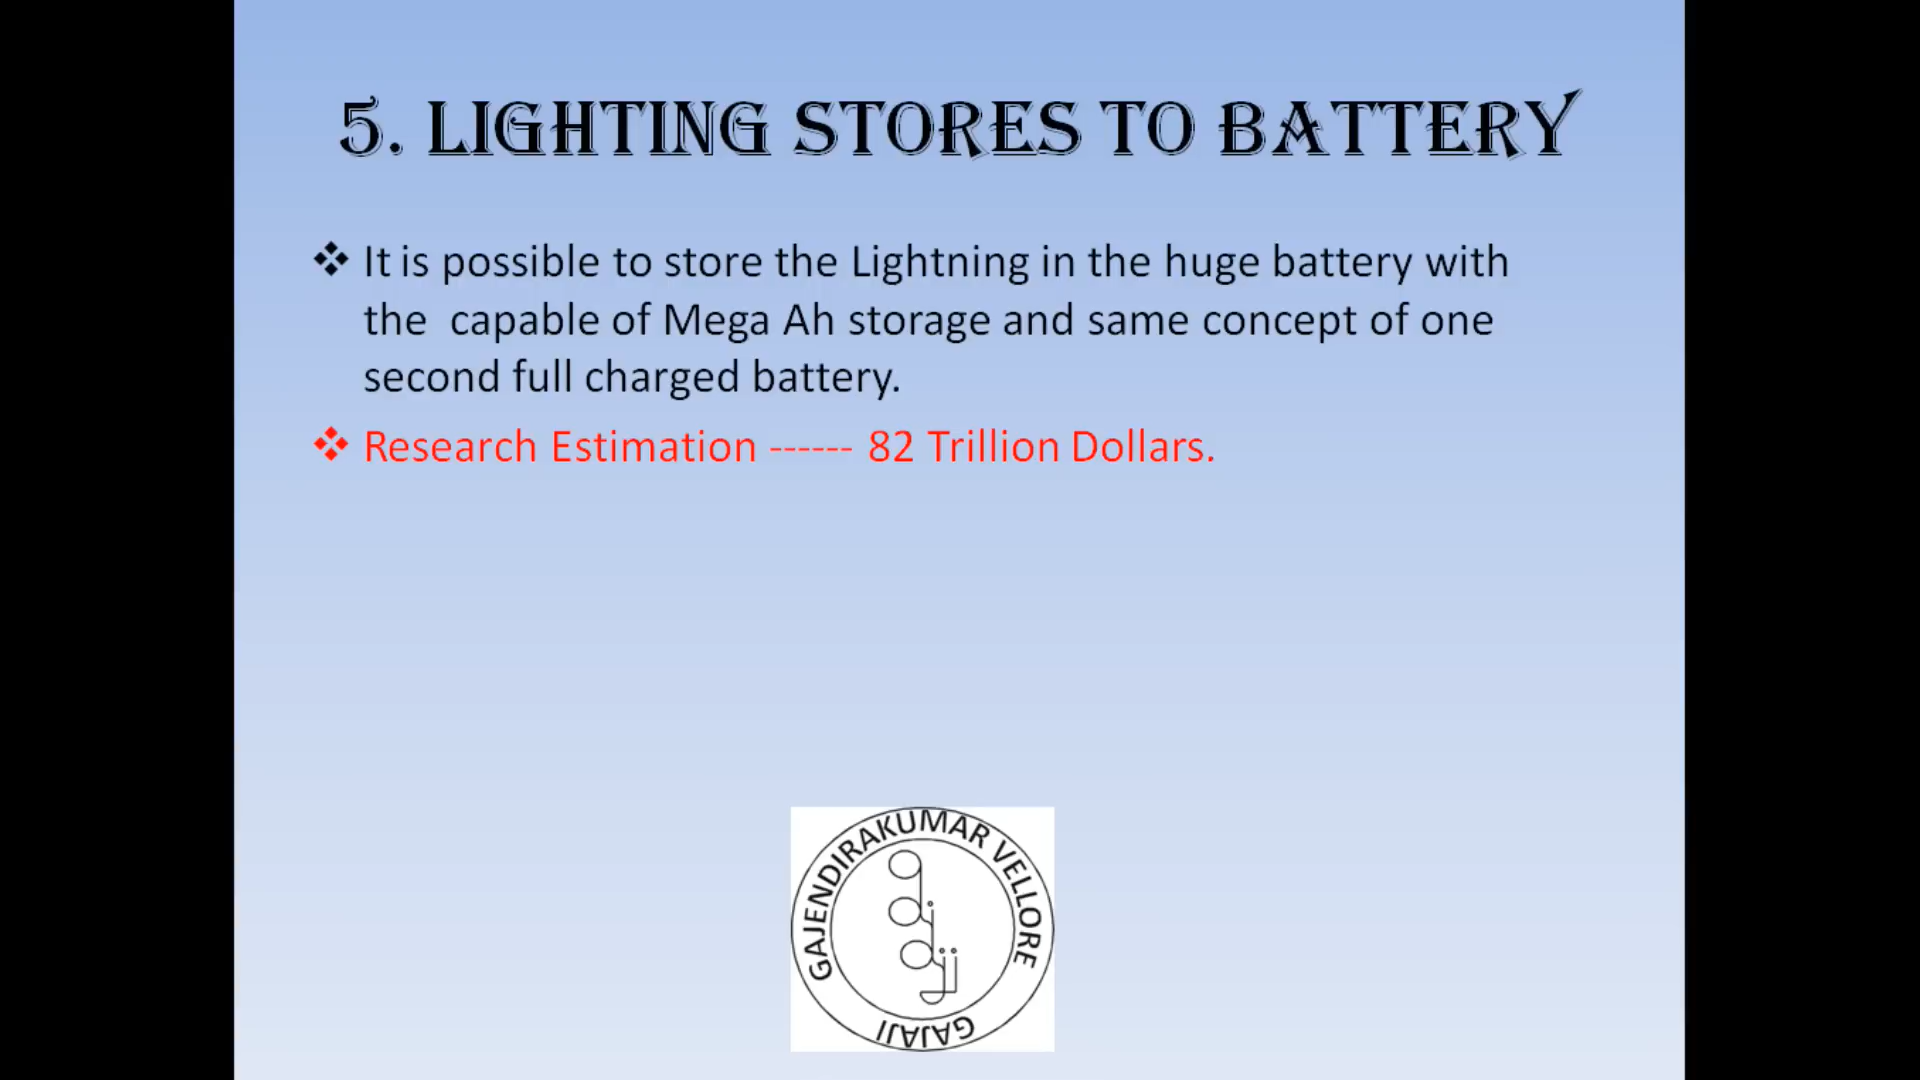 5. LIGHTING STORES TO BATTERY
It is possible to store the Lightning in the huge battery with
the capable of Mega Ah storage and same concept of one
second full charged battery.
Research Estimation ------ 82 Trillion Dollars.
GAJENDIRAKUMAR VELLORE
GAJAJI